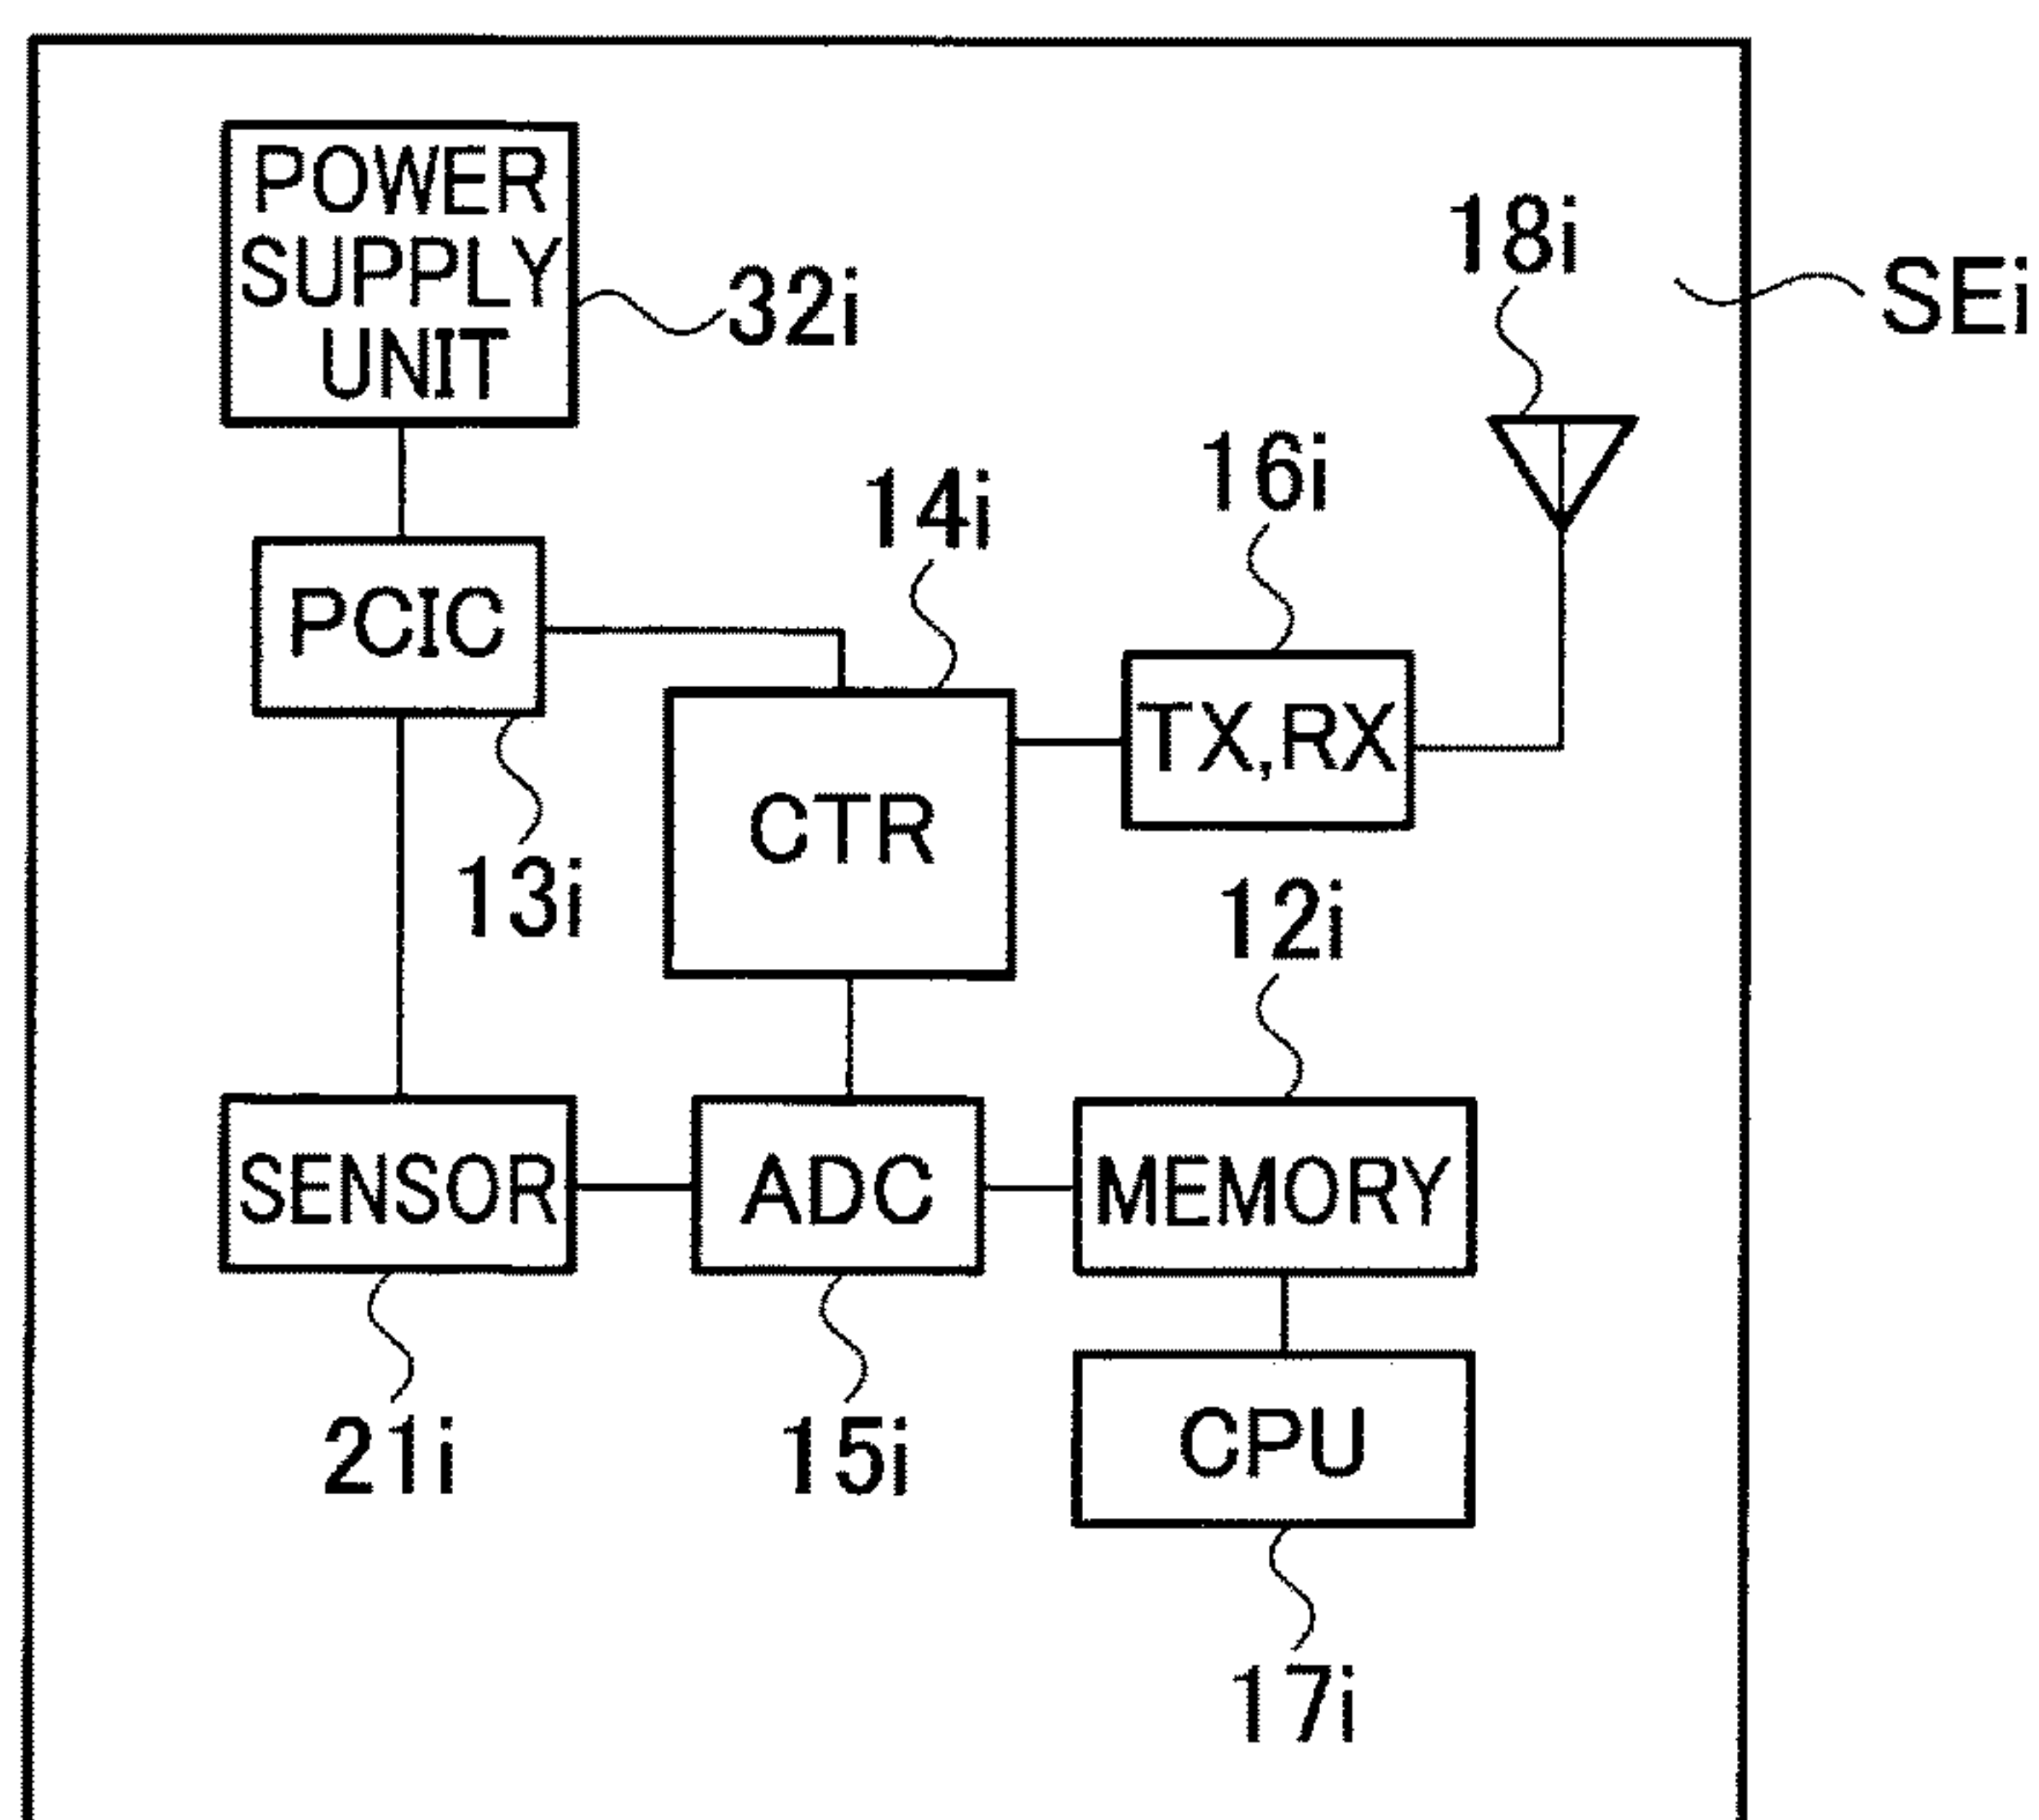 POWER
SUPPLY
UNIT
32i
18i
SEi
16i
14i
PCIC
TX,RX
CTR
13i
12i
SENSOR
ADC
MEMORY
21i
15i
CPU
17i